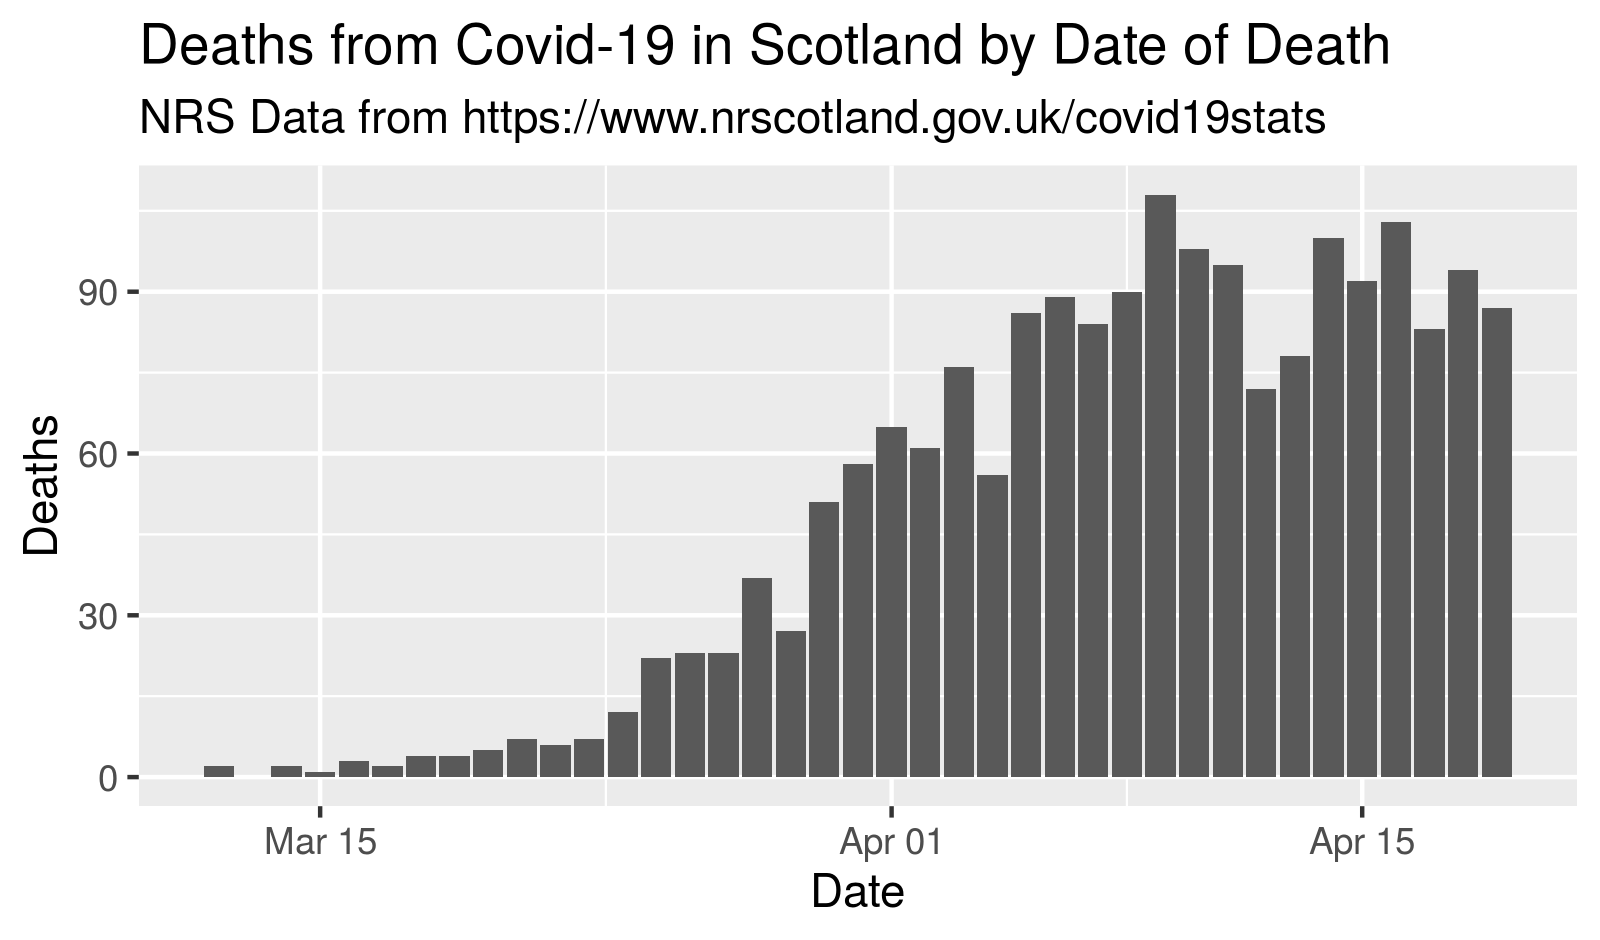 Deaths from Covid-19 in Scotland by Date of Death
NRS Data from https://www.nrscotland.gov.uk/covid19stats
90
60
30
0
Deaths
Mar 15
Apr 01
Apr 15
Date